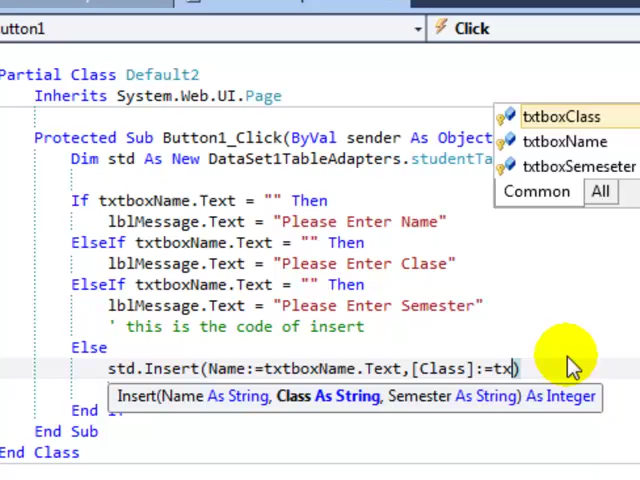 utton1
Click
Partial Class Default2
Inherits System.Web.UI.Page
txtboxClass
Protected Sub Button1_Click(ByVal sender As Object
txtboxName
Dim std As New DataSet1TableAdapters.studentTa
txtboxSemeseter
Common All
If txtboxName.Text = "" Then
lblMessage.Text = "Please Enter Name"
ElseIf txtboxName.Text = "" Then
lblMessage.Text = "Please Enter Clase"
ElseIf txtboxName.Text = "" Then
lblMessage.Text = "Please Enter Semester"
' this is the code of insert
Else
std.Insert(Name:=txtboxName.Text,[Class]:=tx)
Insert(Name As String, Class As String, Semester As String) As Integer
End If
End Sub
End Class